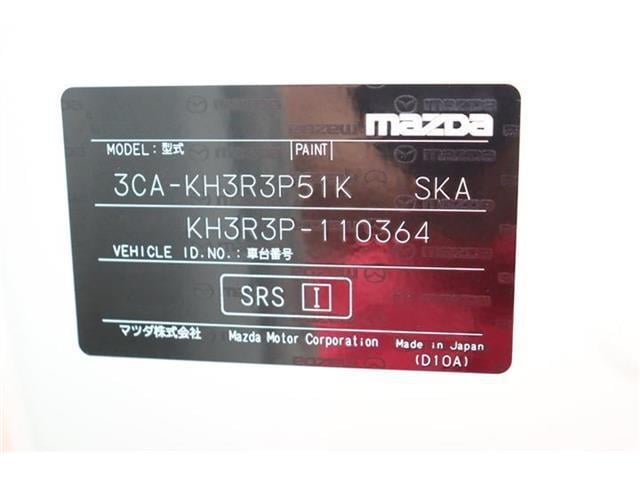 mazda
MODEL: 型式 PAINT
3CA-KH3R3P51K SKA
KH3R3P-110364
VEHICLE ID.NO.: 車台番号
SRS I
マツダ株式会社 Mazda Motor Corporation Made in Japan
(D10A)